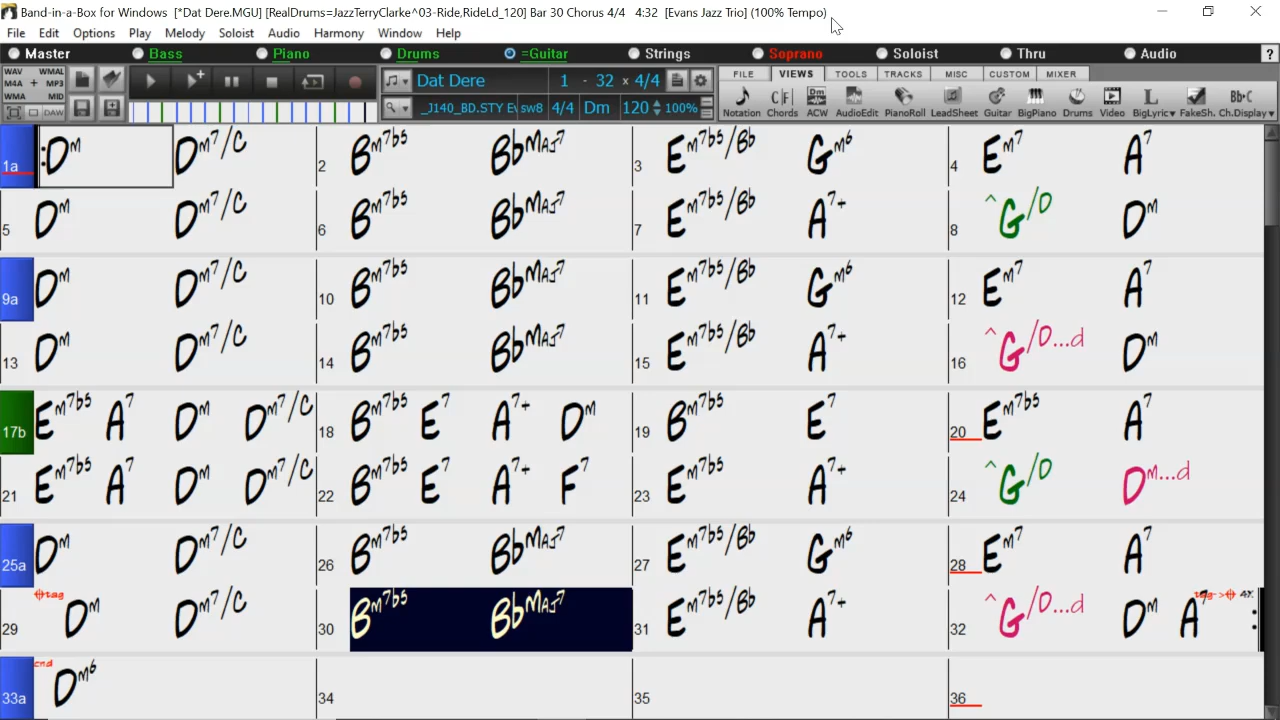 Band-in-a-Box for Windows [*Dat Dere.MGU] [RealDrums=JazzTerryClarke^03-Ride.RideLd_120] Bar 30 Chorus 4/4 4:32 [Evans Jazz Trio] (100% Tempo)
File Edit Options Play Melody Soloist Audio Harmony Window Help
Master Bass Piano Drums =Guitar Strings Soprano Soloist Thru Audio ?
WAV WMAL
M4A + MP3
WMA MID
DAW
Dat Dere 1 - 32 x 4/4
_J140_BD.STY sw8 4/4 Dm 120 100%
FILE VIEWS TOOLS TRACKS MISC CUSTOM MIXER
C|F| Dm Bb·C
Notation Chords ACW AudioEdit PianoRoll LeadSheet Guitar BigPiano Drums Video BigLyric▾ FakeSh. Ch.Display▾
1a :Dm Dm7/C 2 Bm7b5 BbMAJ7 3 Em7b5/Bb Gm6 4 Em7 A7
5 Dm Dm7/C 6 Bm7b5 BbMAJ7 7 Em7b5/Bb A7+ 8 ^G/D Dm
9a Dm Dm7/C 10 Bm7b5 BbMAJ7 11 Em7b5/Bb Gm6 12 Em7 A7
13 Dm Dm7/C 14 Bm7b5 BbMAJ7 15 Em7b5/Bb A7+ 16 ^G/D...d Dm
17b Em7b5 A7 Dm Dm7/C 18 Bm7b5 E7 A7+ Dm 19 Bm7b5 E7 20 Em7b5 A7
21 Em7b5 A7 Dm Dm7/C 22 Bm7b5 E7 A7+ F7 23 Em7b5 A7+ 24 ^G/D Dm...d
25a Dm Dm7/C 26 Bm7b5 BbMAJ7 27 Em7b5/Bb Gm6 28 Em7 A7
tag tag-> 4x
29 Dm Dm7/C 30 Bm7b5 BbMAJ7 31 Em7b5/Bb A7+ 32 ^G/D...d Dm A7 :
end
33a Dm6 34 35 36